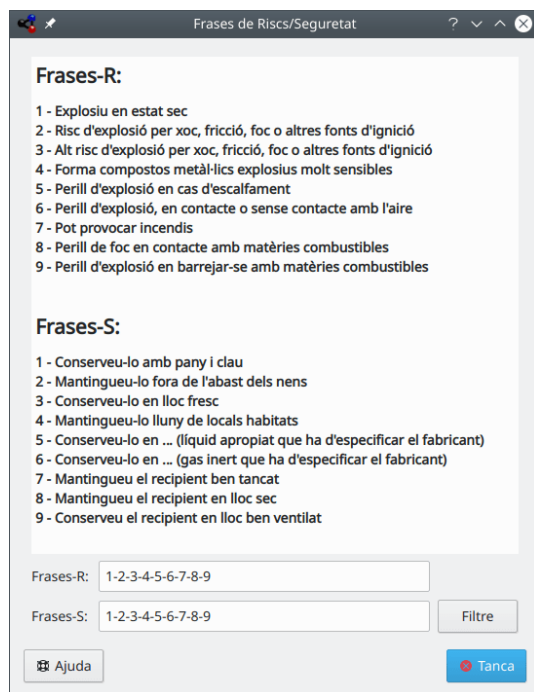 Frases de Riscs/Seguretat
Frases-R:
1 - Explosiu en estat sec
2 - Risc d'explosió per xoc, fricció, foc o altres fonts d'ignició
3 - Alt risc d'explosió per xoc, fricció, foc o altres fonts d'ignició
4 - Forma compostos metàl·lics explosius molt sensibles
5 - Perill d'explosió en cas d'escalfament
6 - Perill d'explosió, en contacte o sense contacte amb l'aire
7 - Pot provocar incendis
8 - Perill de foc en contacte amb matèries combustibles
9 - Perill d'explosió en barrejar-se amb matèries combustibles
Frases-S:
1 - Conserveu-lo amb pany i clau
2 - Mantingueu-lo fora de l'abast dels nens
3 - Conserveu-lo en lloc fresc
4 - Mantingueu-lo lluny de locals habitats
5 - Conserveu-lo en ... (líquid apropiat que ha d'especificar el fabricant)
6 - Conserveu-lo en ... (gas inert que ha d'especificar el fabricant)
7 - Mantingueu el recipient ben tancat
8 - Mantingueu el recipient en lloc sec
9 - Conserveu el recipient en lloc ben ventilat
Frases-R: 1-2-3-4-5-6-7-8-9
Frases-S: 1-2-3-4-5-6-7-8-9 Filtre
Ajuda Tanca